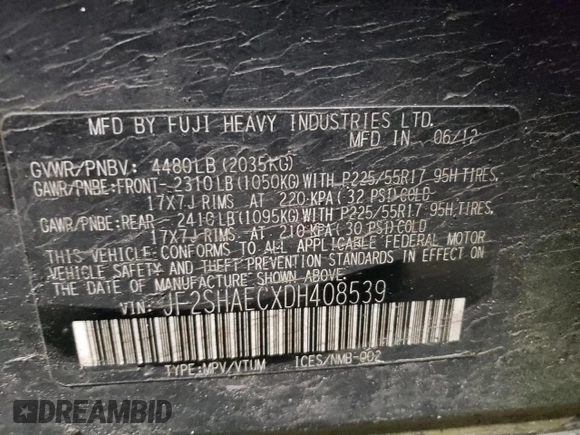 MFD BY FUJI HEAVY INDUSTRIES LTD.
MFD IN 06/12
GVWR/PNBV: 4480LB(2035KG)
GAWR/PNBE:FRONT-2310LB(1050KG)WITH P225/55R17 95H TIRES,
17X7J RIMS AT 220 KPA(32 PSI)COLD
GAWR/PNBE:REAR-2410LB(1095KG)WITH P225/55R17 95H TIRES,
17X7J RIMS AT 210 KPA(30 PSI)COLD
THIS VEHICLE CONFORMS TO ALL APPLICABLE FEDERAL MOTOR
VEHICLE SAFETY AND THEFT PREVENTION STANDARDS IN EFFECT ON
THE DATE OF MANUFACTURE SHOWN ABOVE.
VIN: JF2SHAECXDH408539
TYPE:MPV/VTUM ICES/NMB-002
DREAMBID